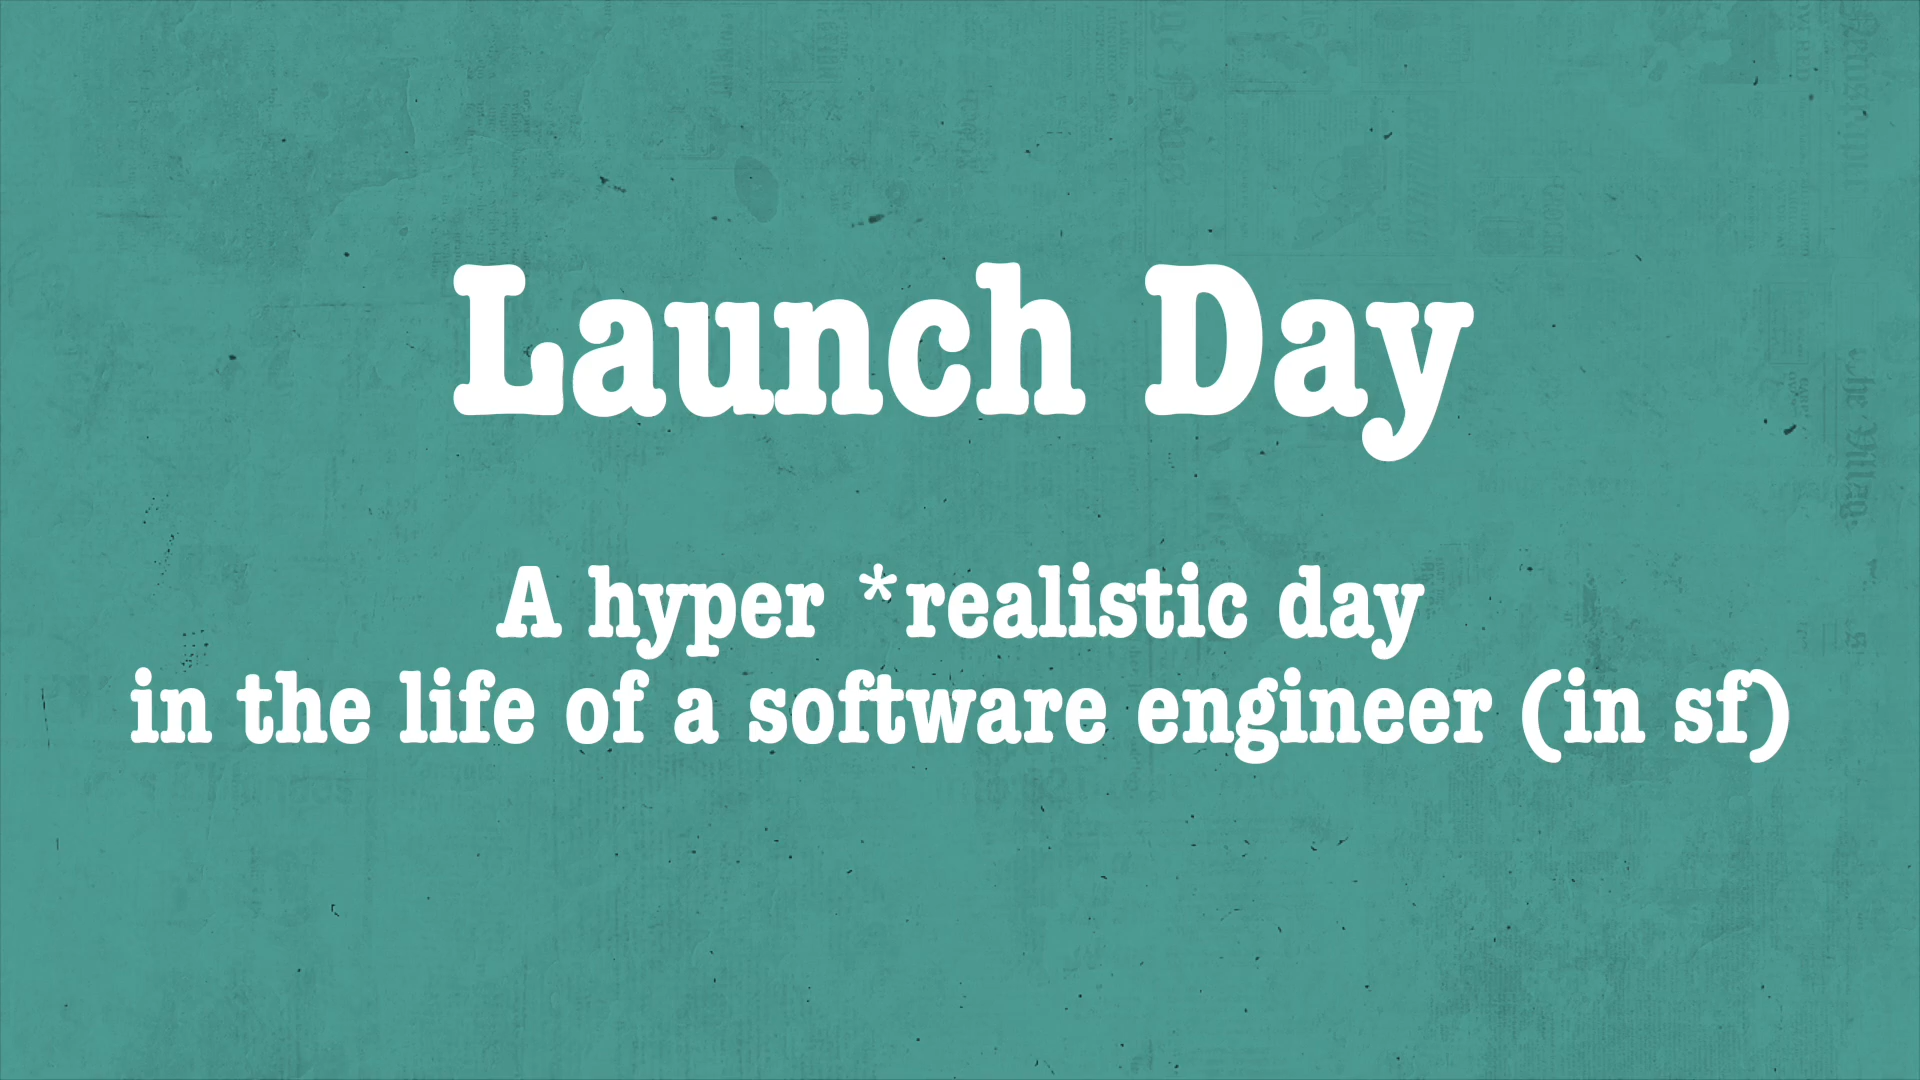 Launch Day
A hyper *realistic day
in the life of a software engineer (in sf)